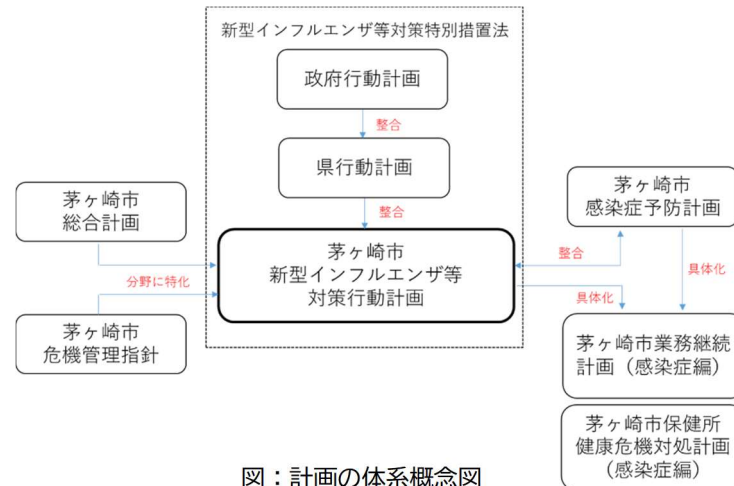 新型インフルエンザ等対策特別措置法
政府行動計画
整合
県行動計画
整合
茅ヶ崎市
総合計画
茅ヶ崎市
新型インフルエンザ等
対策行動計画
分野に特化
茅ヶ崎市
危機管理指針
茅ヶ崎市
感染症予防計画
整合
具体化
具体化
茅ヶ崎市業務継続
計画（感染症編）
茅ヶ崎市保健所
健康危機対処計画
（感染症編）
図：計画の体系概念図